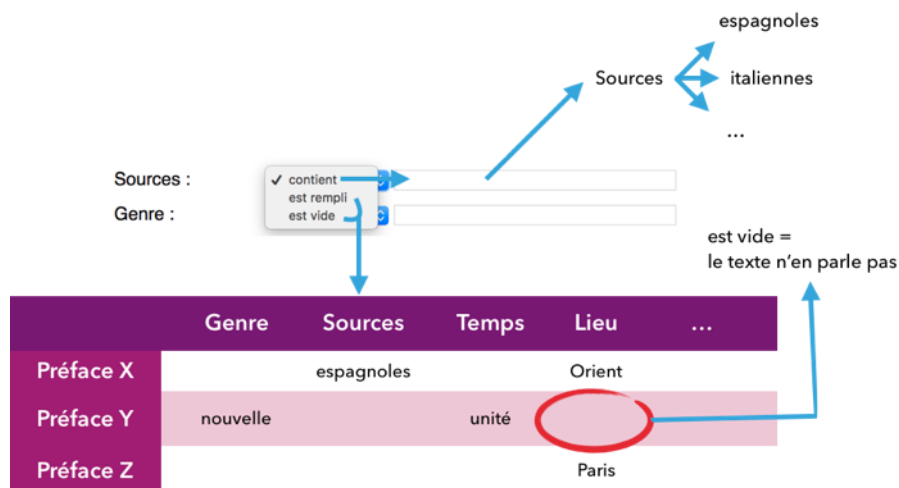 espagnoles
Sources
italiennes
...
Sources :
✓ contient
est rempli
est vide
Genre :
est vide =
le texte n'en parle pas
Genre Sources Temps Lieu ...
Préface X espagnoles Orient
Préface Y nouvelle unité
Préface Z Paris